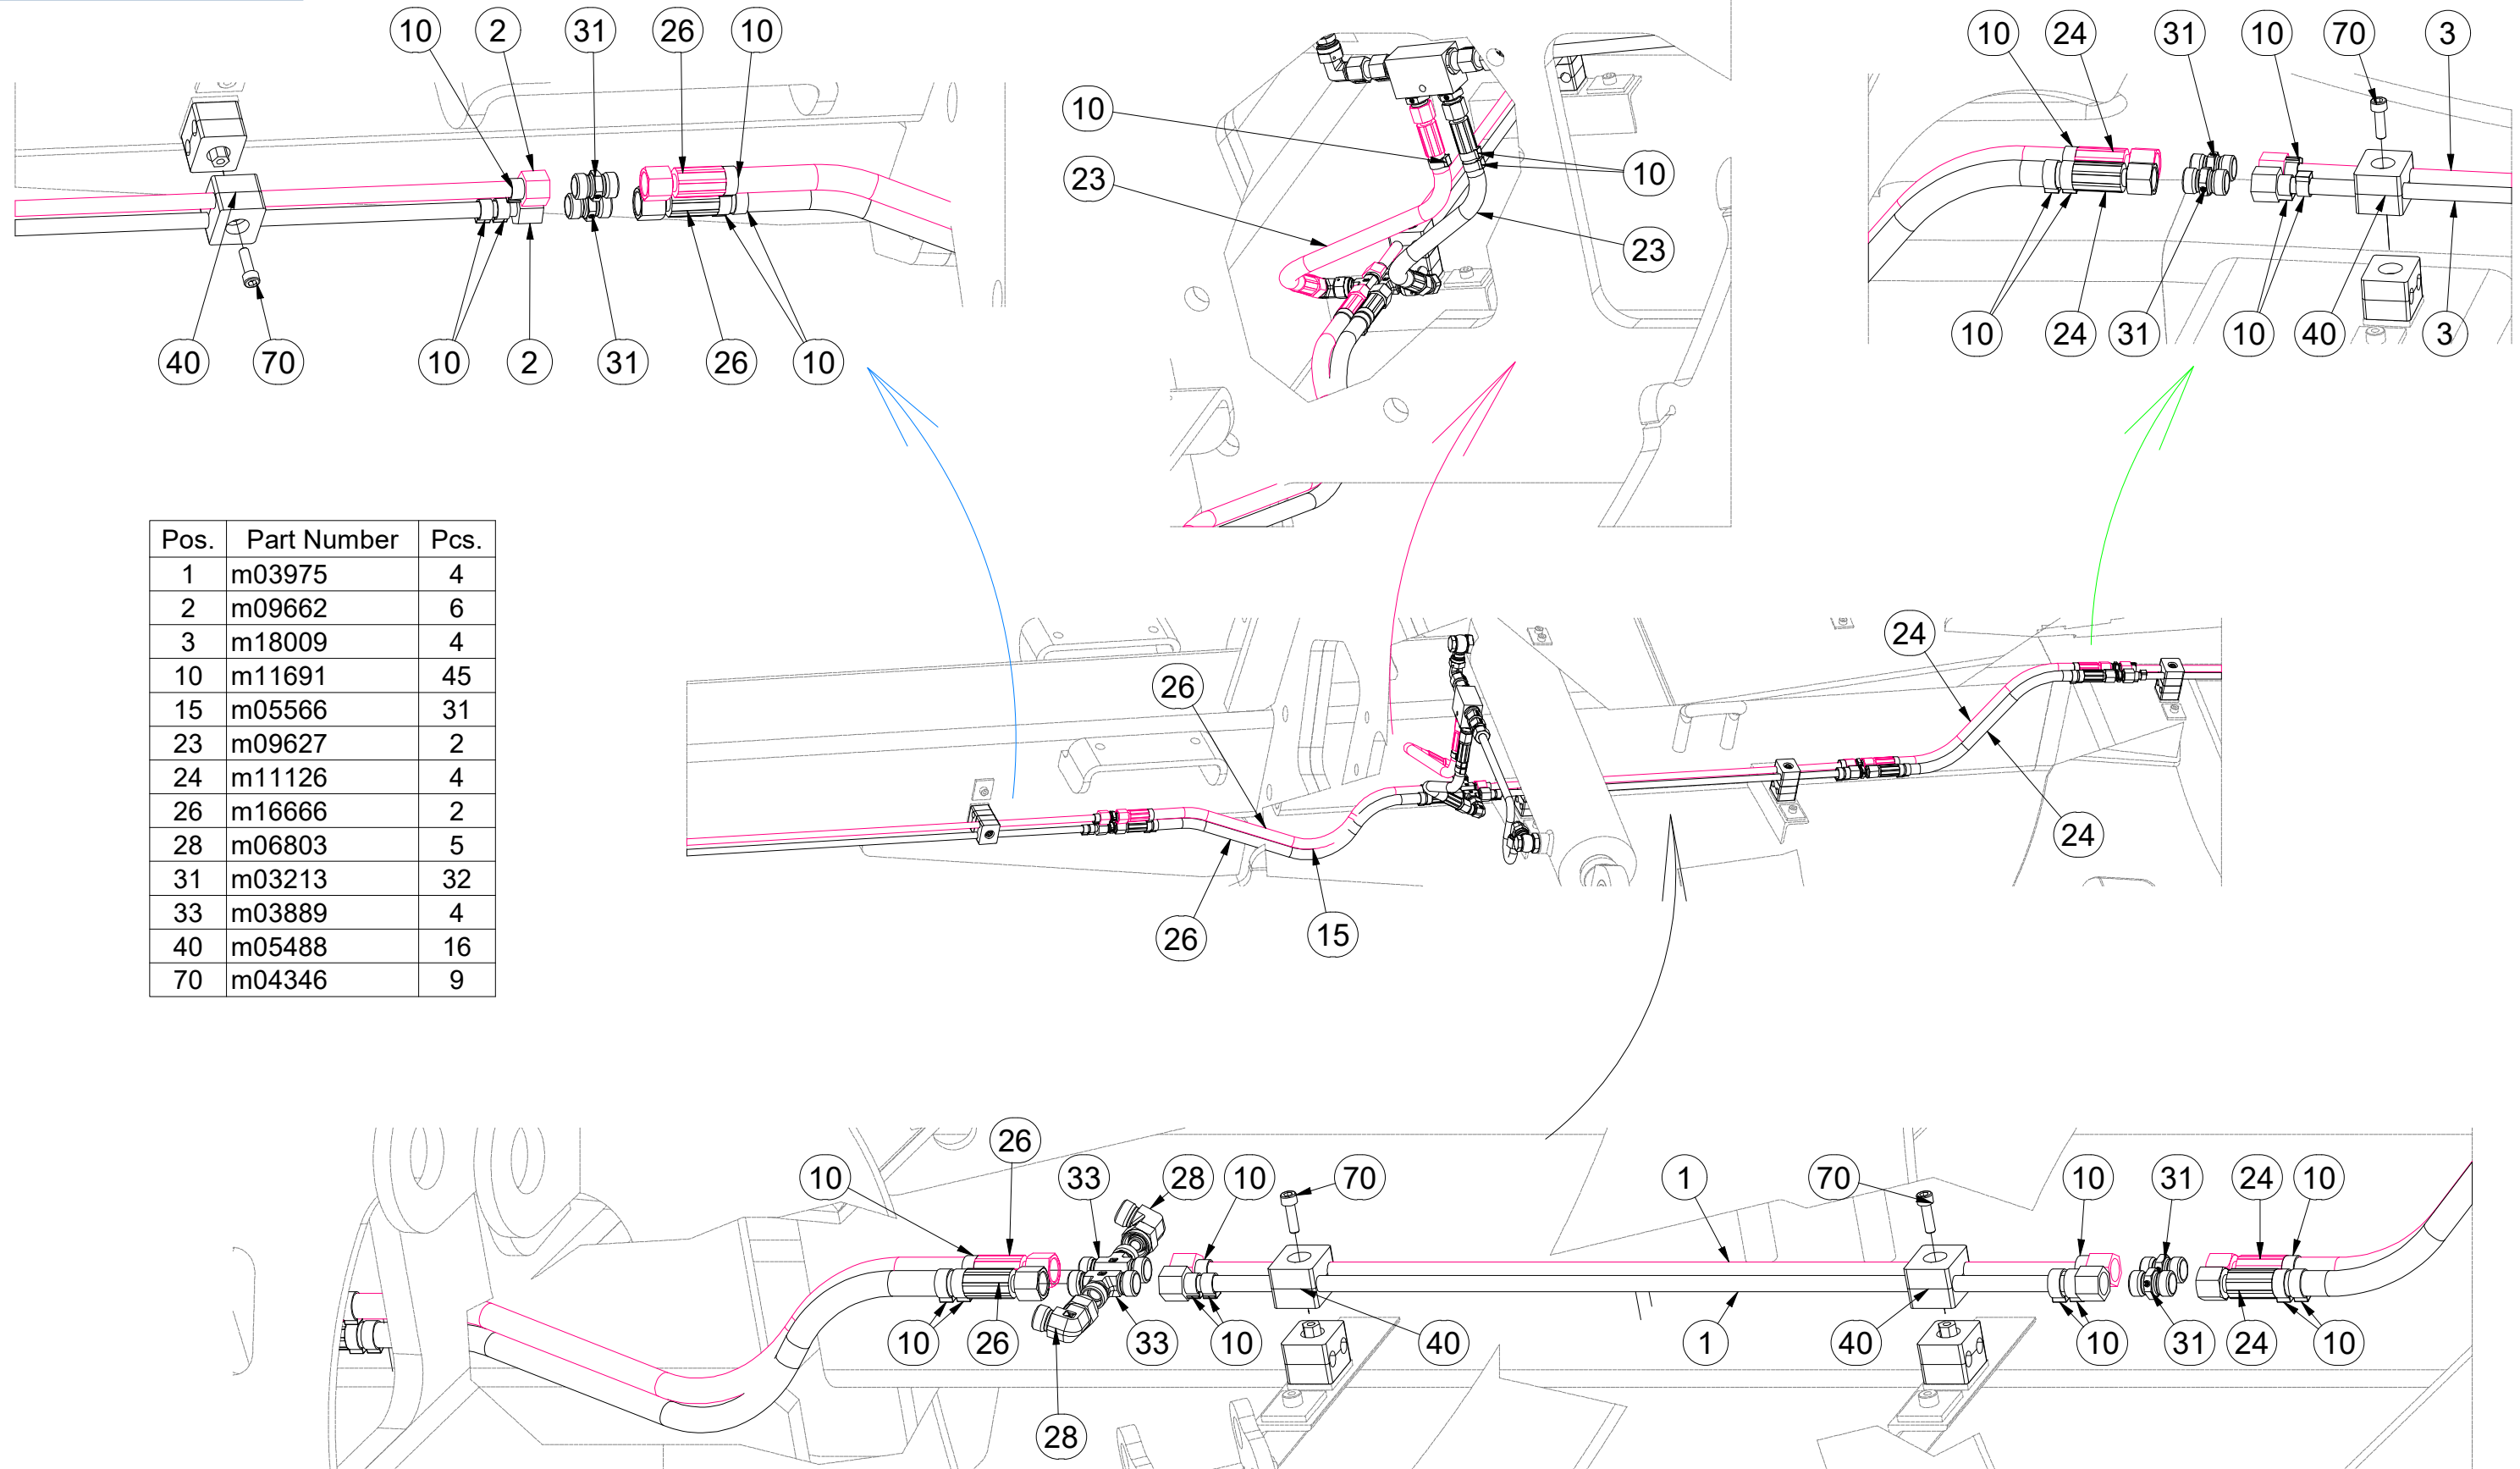 10 2 31 26 10
40 70 10 2 31 26 10
10
23
10
23
10 24 31 10 70 3
10 24 31 10 40 3
Pos. Part Number Pcs.
1 m03975 4
2 m09662 6
3 m18009 4
10 m11691 45
15 m05566 31
23 m09627 2
24 m11126 4
26 m16666 2
28 m06803 5
31 m03213 32
33 m03889 4
40 m05488 16
70 m04346 9
24
26
24
26 15
26
10 33 28 10 70 1 70 10 31 24 10
10 26 33 10 40 1 40 10 31 24 10
28